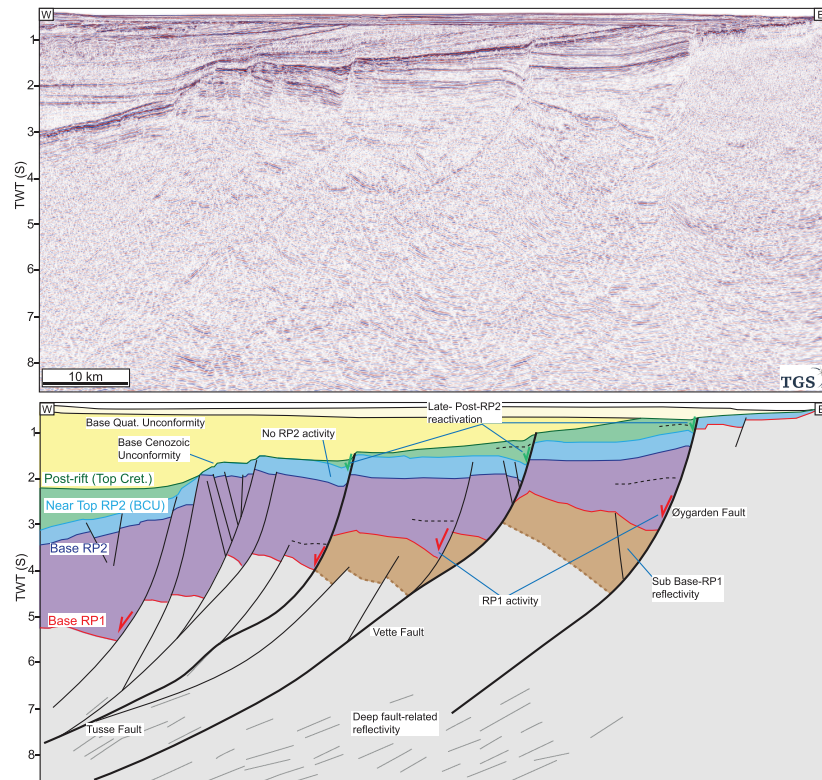 W
E
1
2
3
4
5
6
7
8
TWT (S)
10 km
TGS
W
E
Late- Post-RP2
reactivation
Base Quat. Unconformity
No RP2 activity
Base Cenozoic
Unconformity
1
2
3
4
5
6
7
8
TWT (S)
Post-rift (Top Cret.)
Near Top RP2 (BCU)
Base RP2
Øygarden Fault
Sub Base-RP1
reflectivity
RP1 activity
Base RP1
Vette Fault
Tusse Fault
Deep fault-related
reflectivity